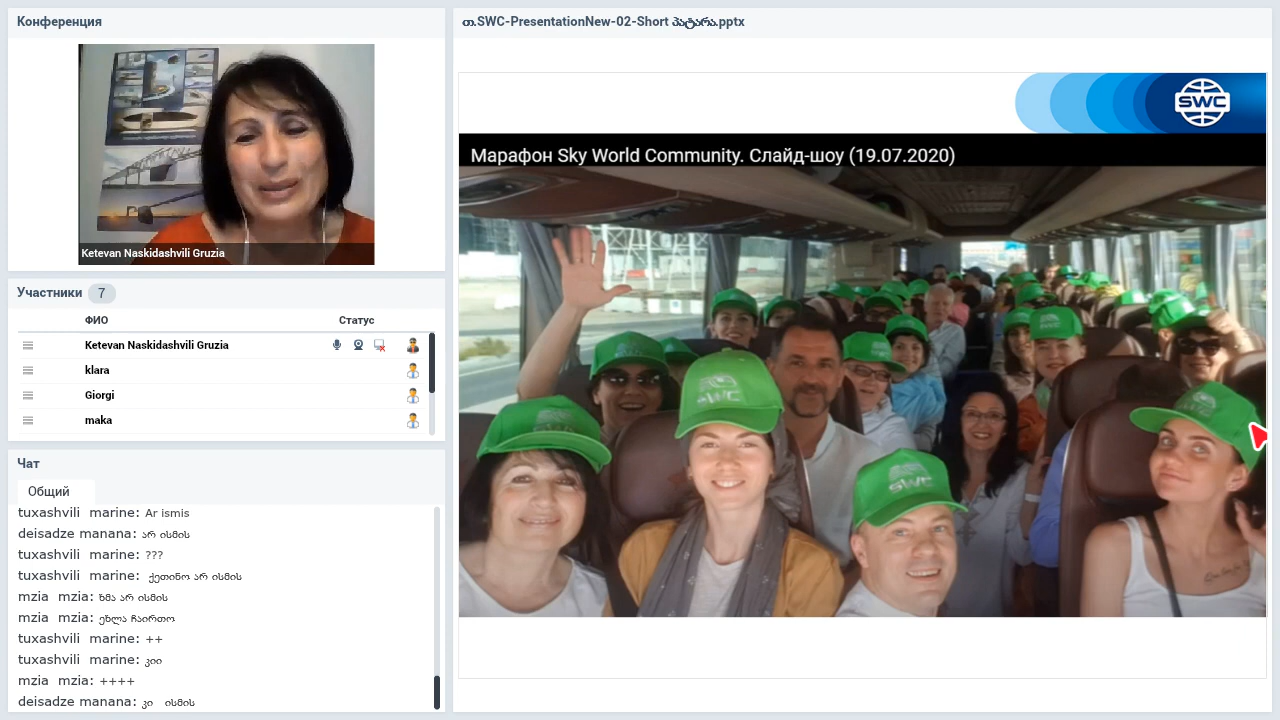 Конференция
Ketevan Naskidashvili Gruzia
Участники 7
ФИО Статус
Ketevan Naskidashvili Gruzia
klara
Giorgi
maka
Чат
Общий
tuxashvili marine: Ar ismis
deisadze manana: არ ისმის
tuxashvili marine: ???
tuxashvili marine: ქეთინო არ ისმის
mzia mzia: ხმა არ ისმის
mzia mzia: ეხლა ჩაირთო
tuxashvili marine: ++
tuxashvili marine: კიი
mzia mzia: ++++
deisadze manana: კი ისმის
თ.SWC-PresentationNew-02-Short პატარა.pptx
SWC
Марафон Sky World Community. Слайд-шоу (19.07.2020)
SWC
SWC